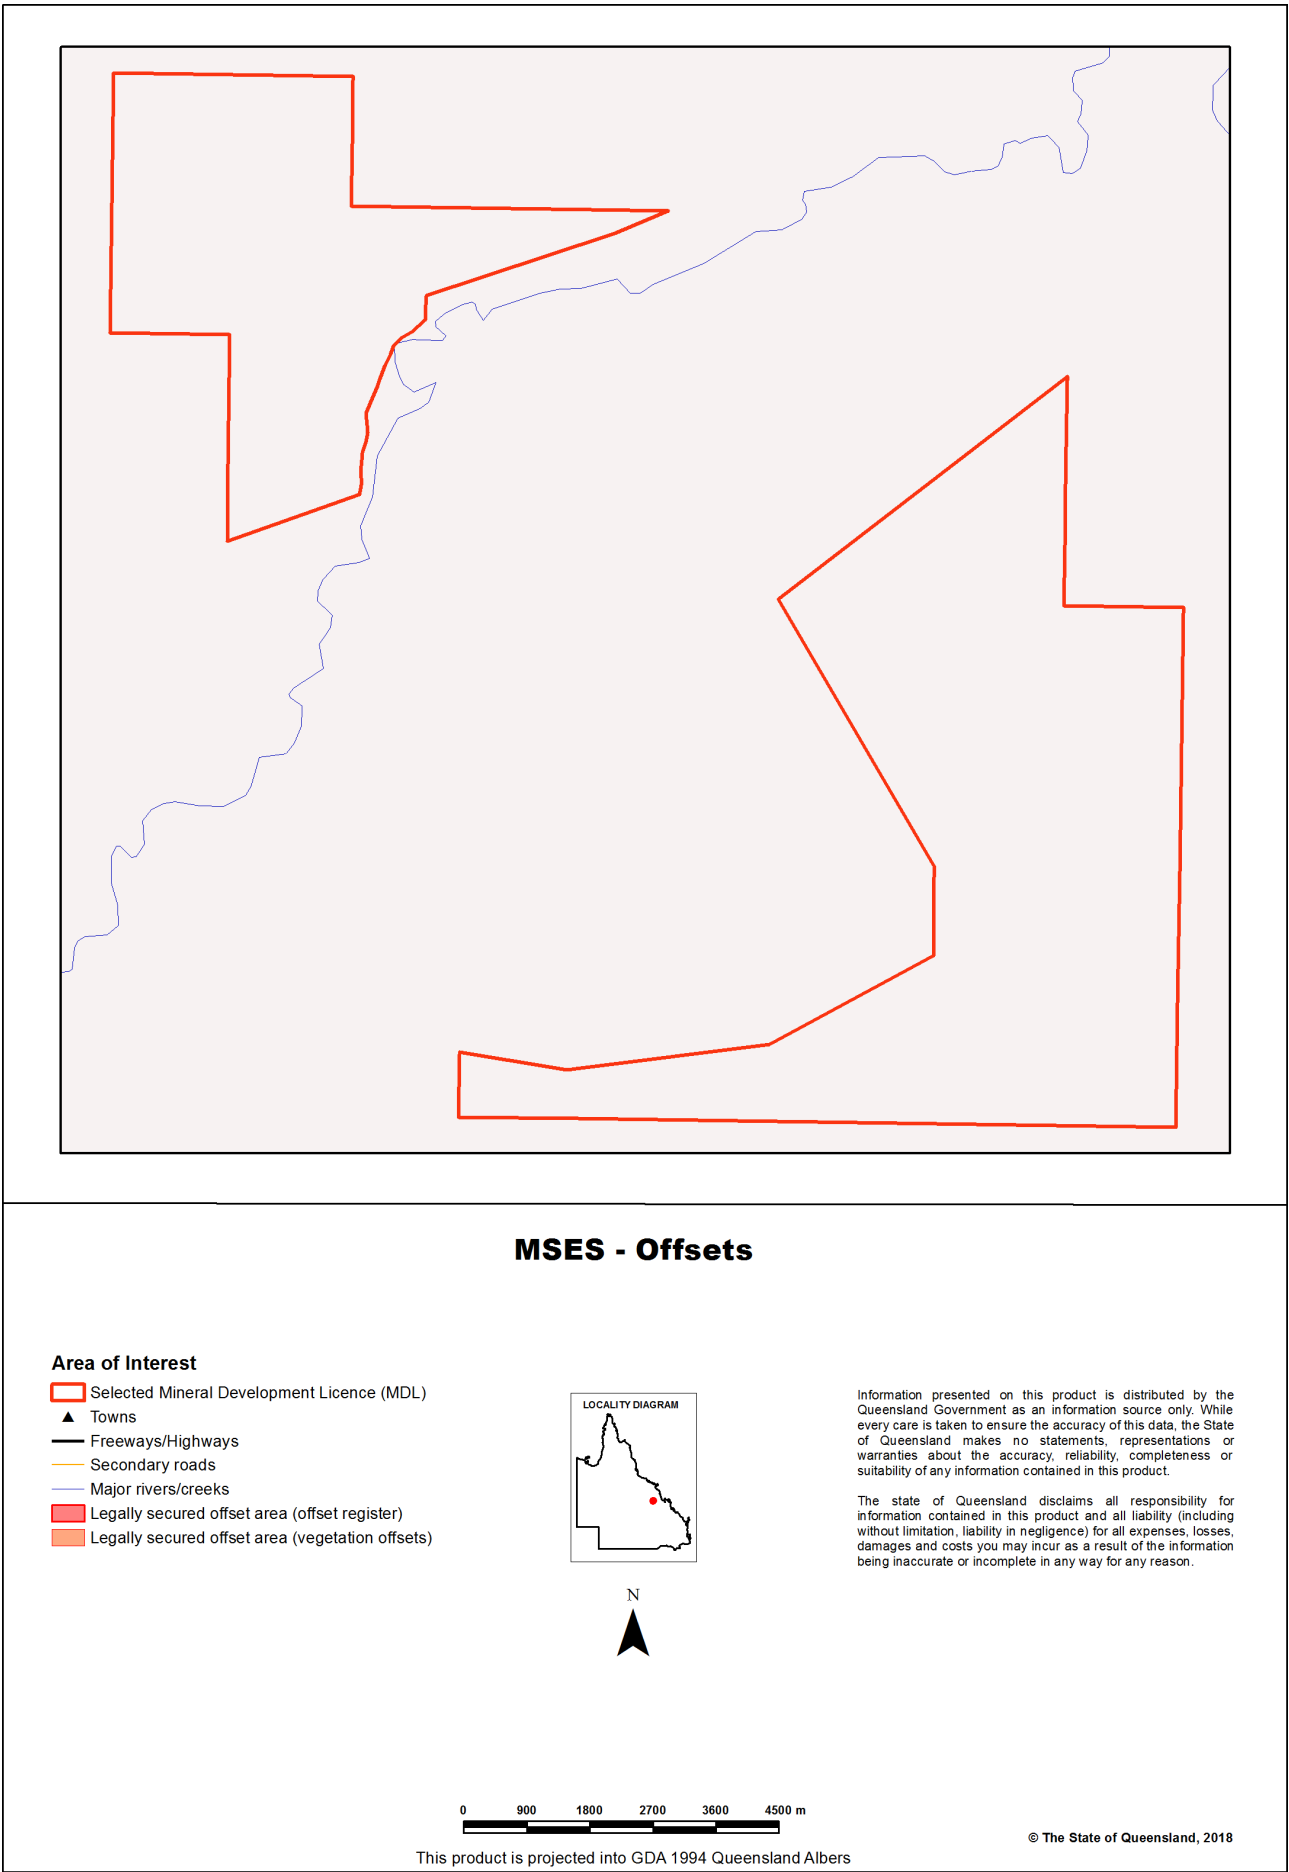 MSES - Offsets
Area of Interest
Selected Mineral Development Licence (MDL)
Towns
Freeways/Highways
Secondary roads
Major rivers/creeks
Legally secured offset area (offset register)
Legally secured offset area (vegetation offsets)
LOCALITY DIAGRAM
N
Information presented on this product is distributed by the
Queensland Government as an information source only. While
every care is taken to ensure the accuracy of this data, the State
of Queensland makes no statements, representations or
warranties about the accuracy, reliability, completeness or
suitability of any information contained in this product.
The state of Queensland disclaims all responsibility for
information contained in this product and all liability (including
without limitation, liability in negligence) for all expenses, losses,
damages and costs you may incur as a result of the information
being inaccurate or incomplete in any way for any reason.
0 900 1800 2700 3600 4500 m
© The State of Queensland, 2018
This product is projected into GDA 1994 Queensland Albers